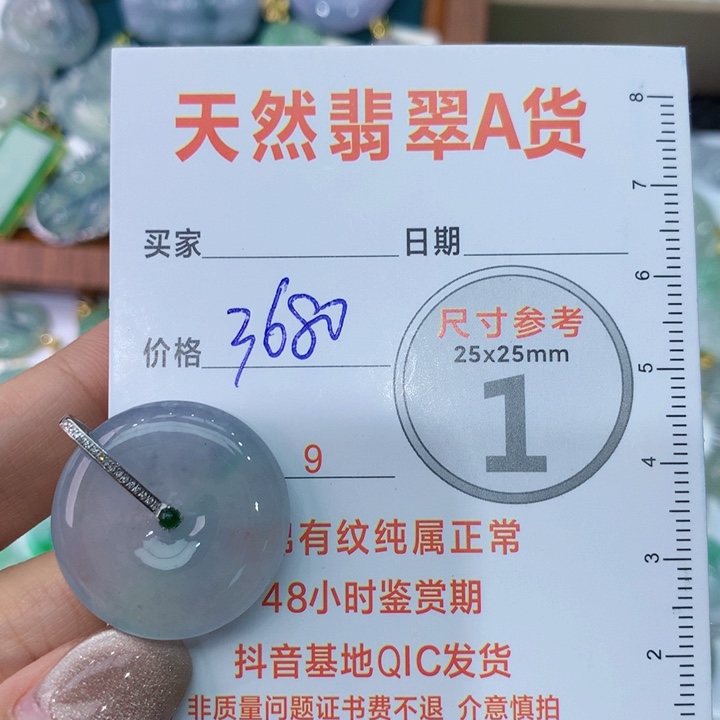 天然翡翠A货
买家 日期
价格 3680
尺寸参考
25x25mm
1
9
有纹纯属正常
48小时鉴赏期
抖音基地QIC发货
非质量问题证书费不退 介意慎拍
8
7
6
5
4
3
2